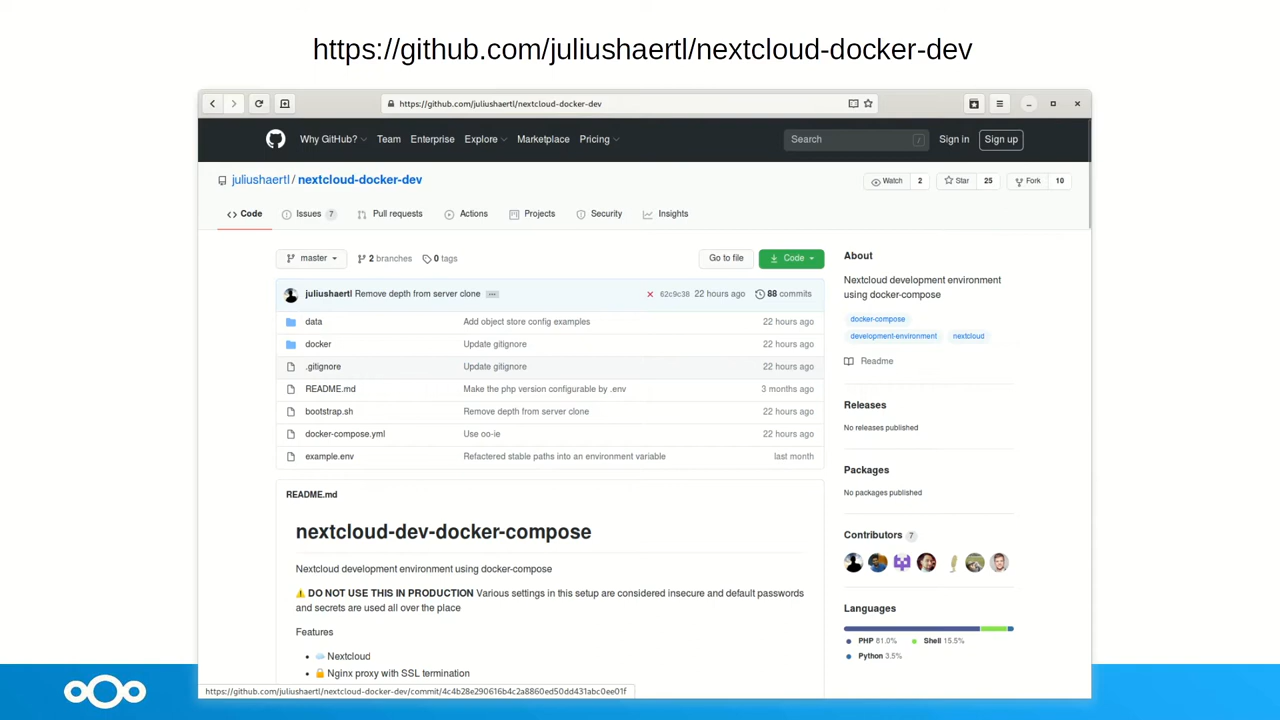 https://github.com/juliushaertl/nextcloud-docker-dev
https://github.com/juliushaertl/nextcloud-docker-dev
Why GitHub? Team Enterprise Explore Marketplace Pricing Search / Sign in Sign up
juliushaertl / nextcloud-docker-dev Watch 2 Star 25 Fork 10
Code Issues 7 Pull requests Actions Projects Security Insights
master 2 branches 0 tags Go to file Code
juliushaertl Remove depth from server clone ... 62c9c38 22 hours ago 88 commits
data Add object store config examples 22 hours ago
docker Update gitignore 22 hours ago
.gitignore Update gitignore 22 hours ago
README.md Make the php version configurable by .env 3 months ago
bootstrap.sh Remove depth from server clone 22 hours ago
docker-compose.yml Use oo-ie 22 hours ago
example.env Refactored stable paths into an environment variable last month
README.md
nextcloud-dev-docker-compose
Nextcloud development environment using docker-compose
⚠️ DO NOT USE THIS IN PRODUCTION Various settings in this setup are considered insecure and default passwords
and secrets are used all over the place
Features
• ☁️ Nextcloud
• 🔒 Nginx proxy with SSL termination
https://github.com/juliushaertl/nextcloud-docker-dev/commit/4c4b28e290616b4c2a8860ed50dd431abc0ee01f
About
Nextcloud development environment
using docker-compose
docker-compose
development-environment nextcloud
Readme
Releases
No releases published
Packages
No packages published
Contributors 7
Languages
PHP 81.0% Shell 15.5%
Python 3.5%